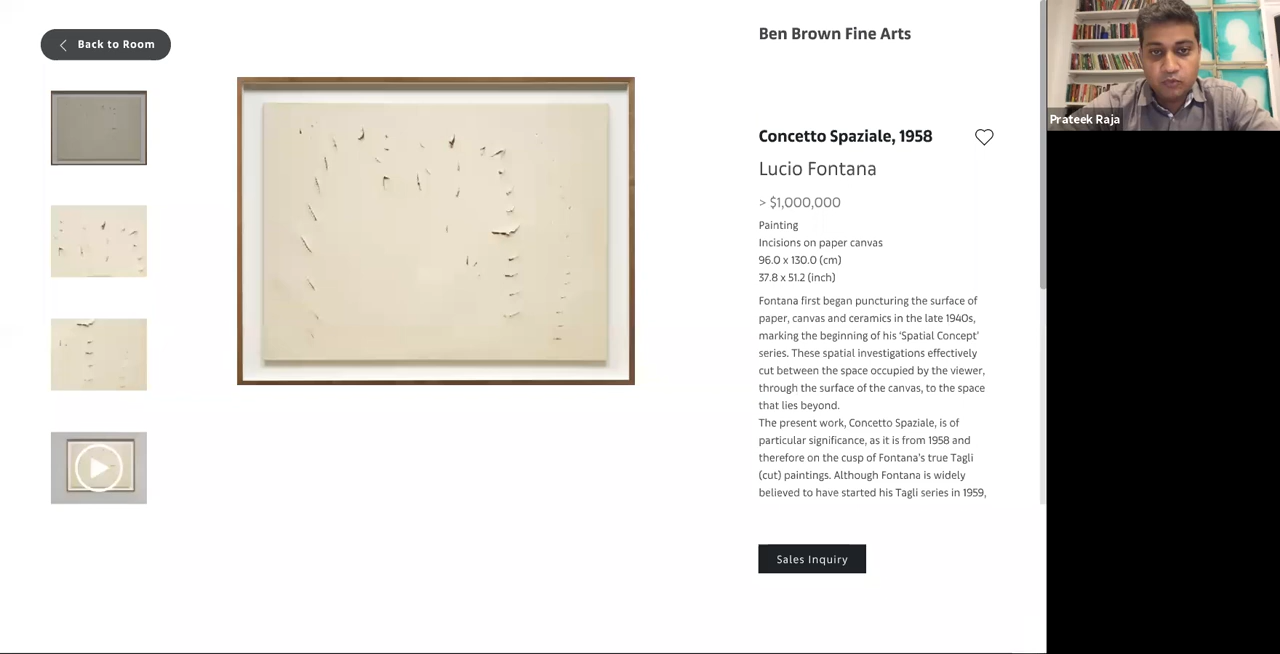 Back to Room
Ben Brown Fine Arts
Concetto Spaziale, 1958
Lucio Fontana
> $1,000,000
Painting
Incisions on paper canvas
96.0 x 130.0 (cm)
37.8 x 51.2 (inch)
Fontana first began puncturing the surface of
paper, canvas and ceramics in the late 1940s,
marking the beginning of his ‘Spatial Concept’
series. These spatial investigations effectively
cut between the space occupied by the viewer,
through the surface of the canvas, to the space
that lies beyond.
The present work, Concetto Spaziale, is of
particular significance, as it is from 1958 and
therefore on the cusp of Fontana's true Tagli
(cut) paintings. Although Fontana is widely
believed to have started his Tagli series in 1959,
Sales Inquiry
Prateek Raja